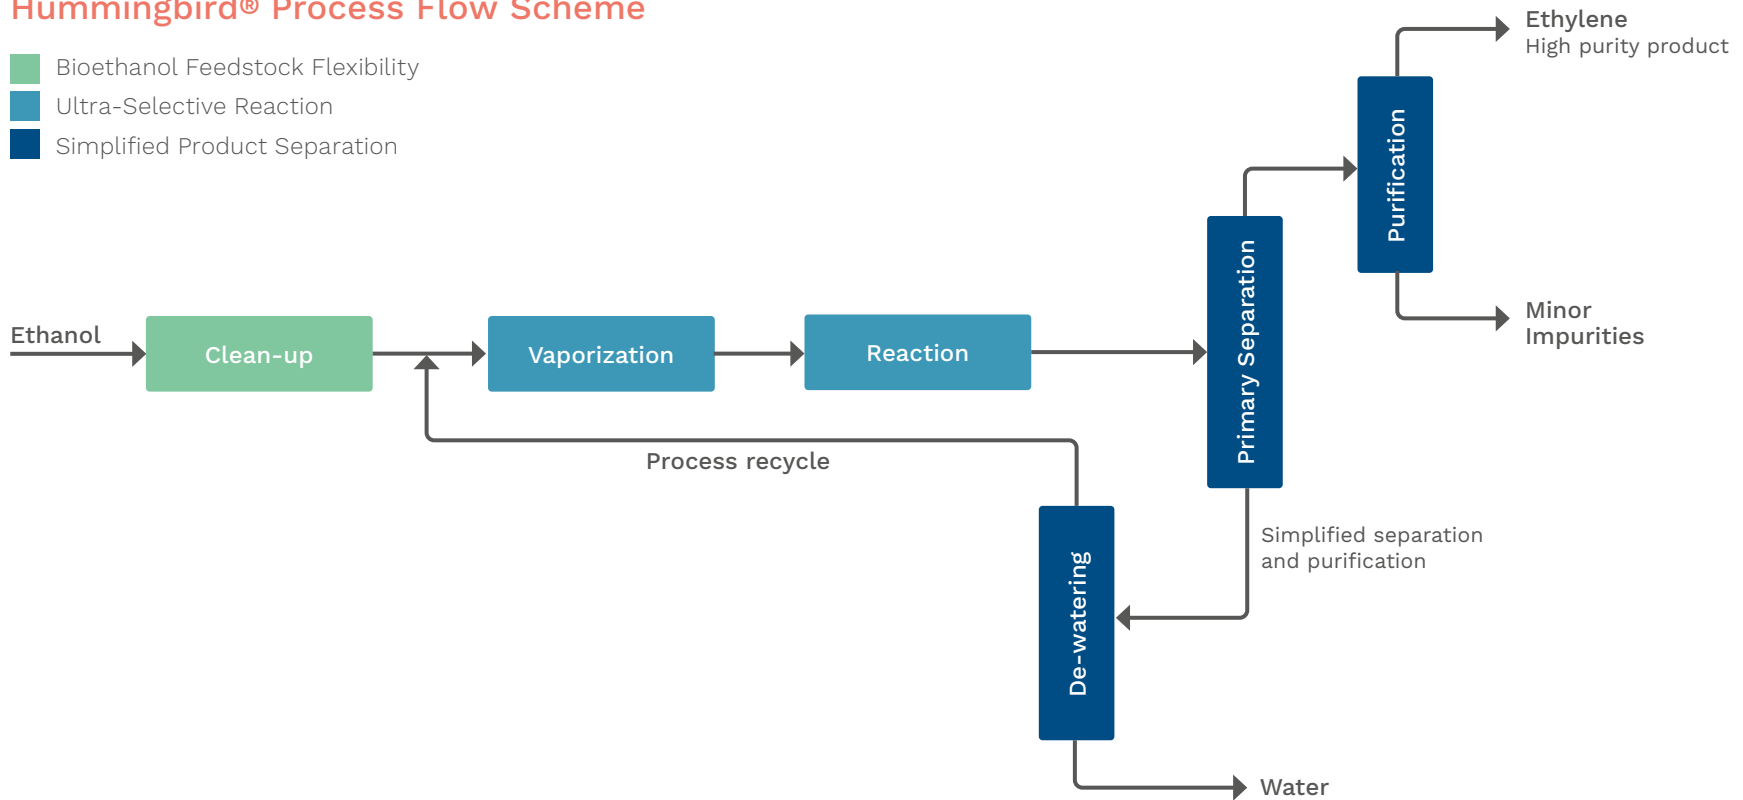 Hummingbird® Process Flow Scheme
Bioethanol Feedstock Flexibility
Ultra-Selective Reaction
Simplified Product Separation
Ethylene
High purity product
Purification
Minor
Impurities
Ethanol
Clean-up
Vaporization
Reaction
Primary Separation
Process recycle
Simplified separation
and purification
De-watering
Water